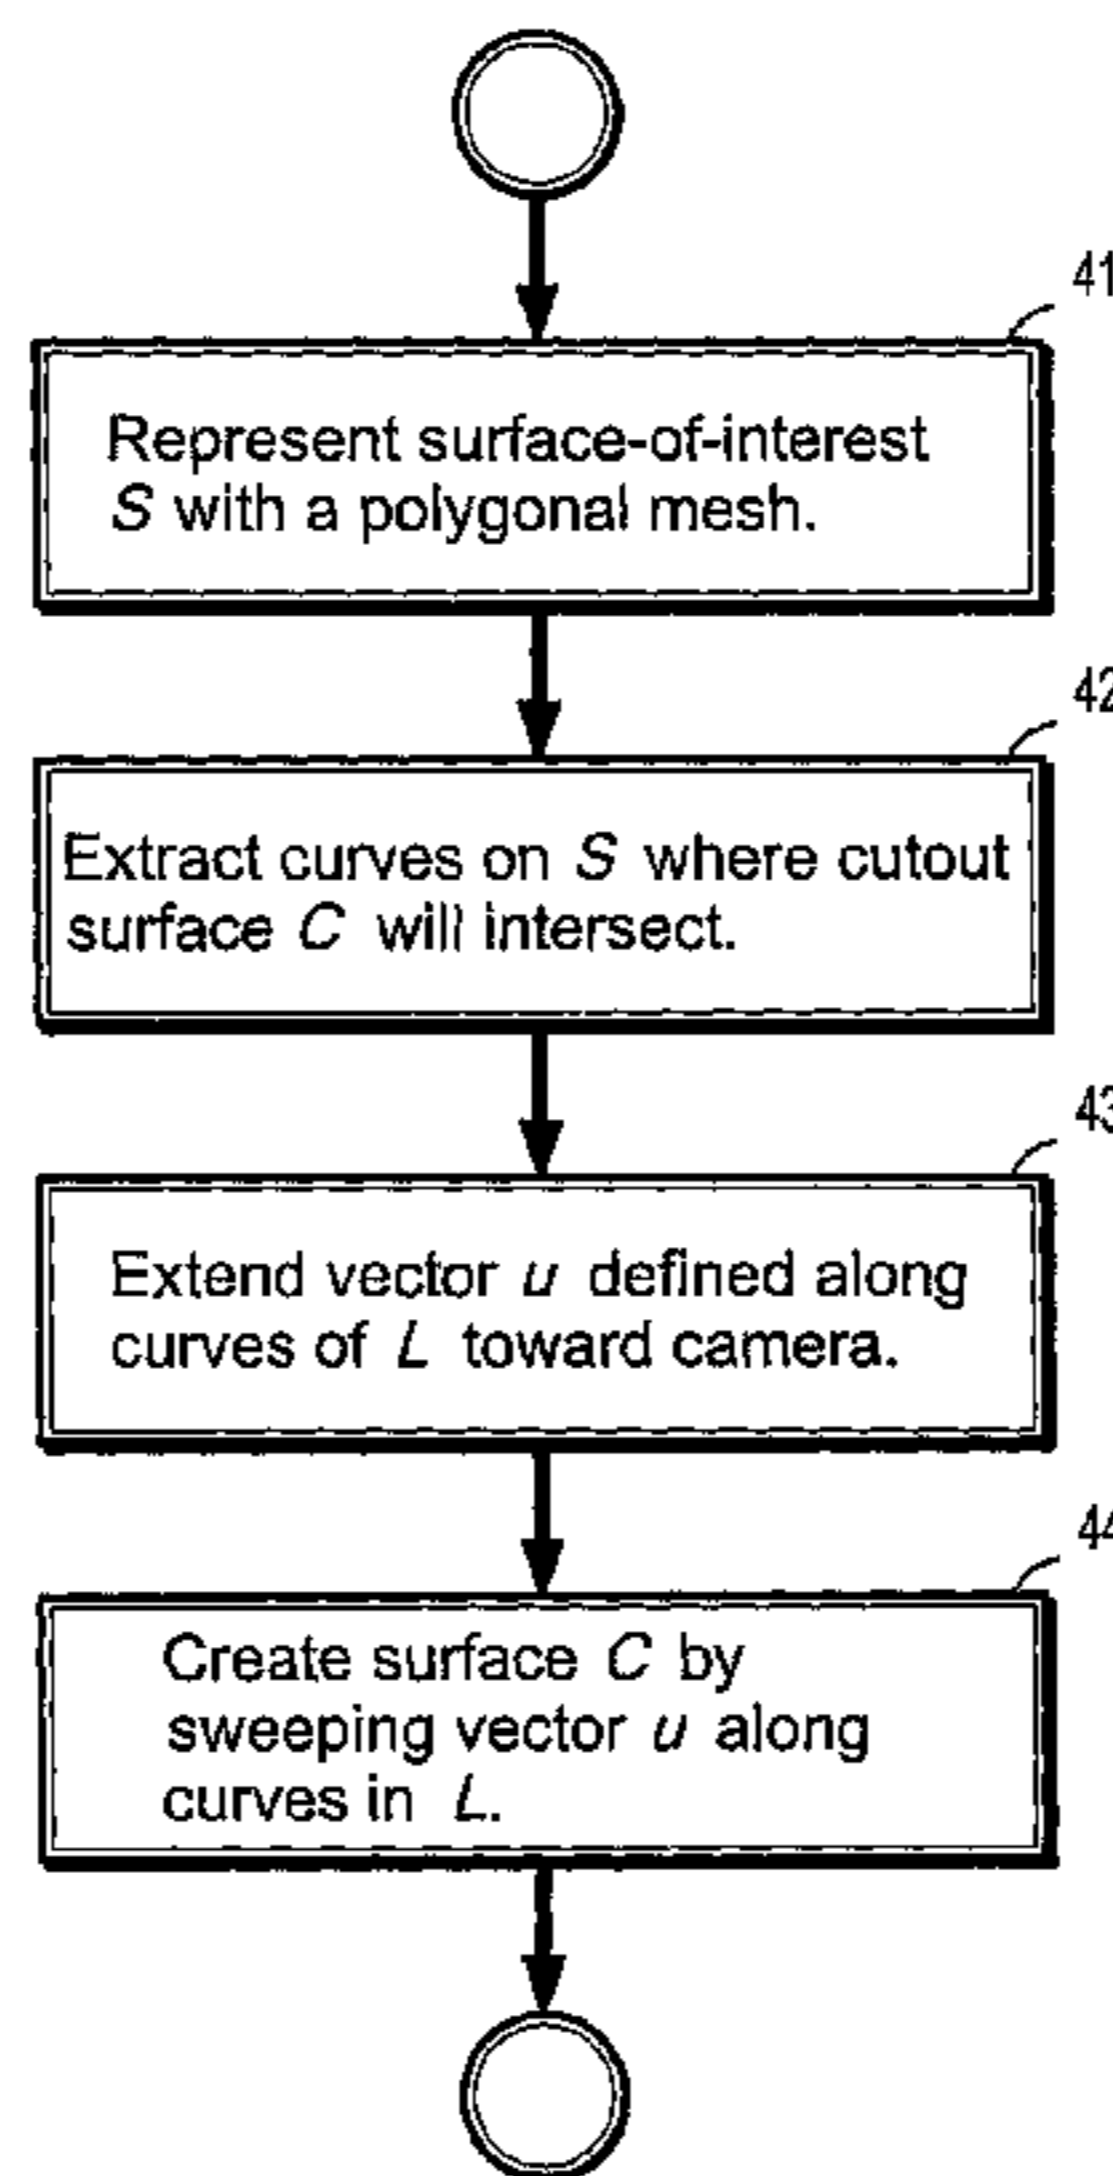 41
Represent surface-of-interest
S with a polygonal mesh.
42
Extract curves on S where cutout
surface C will intersect.
43
Extend vector u defined along
curves of L toward camera.
44
Create surface C by
sweeping vector u along
curves in L.